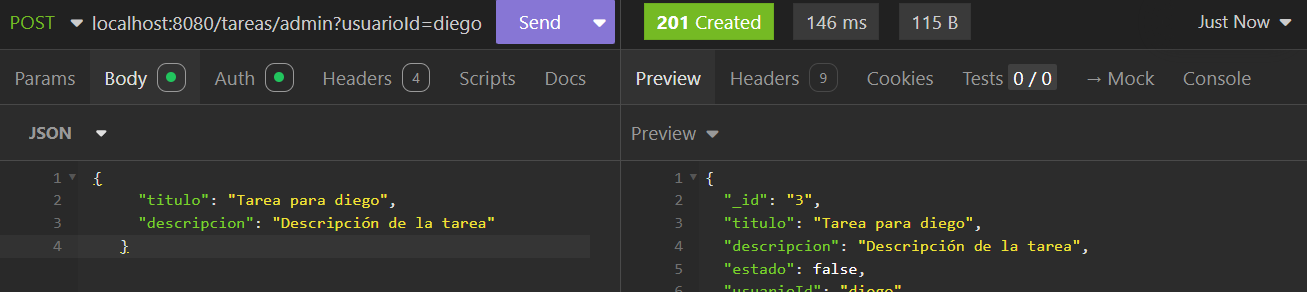 POST localhost:8080/tareas/admin?usuarioId=diego Send
Params Body Auth Headers 4 Scripts Docs
JSON
1 {
2 "titulo": "Tarea para diego",
3 "descripcion": "Descripción de la tarea"
4 }
201 Created 146 ms 115 B Just Now
Preview Headers 9 Cookies Tests 0 / 0 → Mock Console
Preview
1 {
2 "_id": "3",
3 "titulo": "Tarea para diego",
4 "descripcion": "Descripción de la tarea",
5 "estado": false,
6 "usuarioId": "diego"